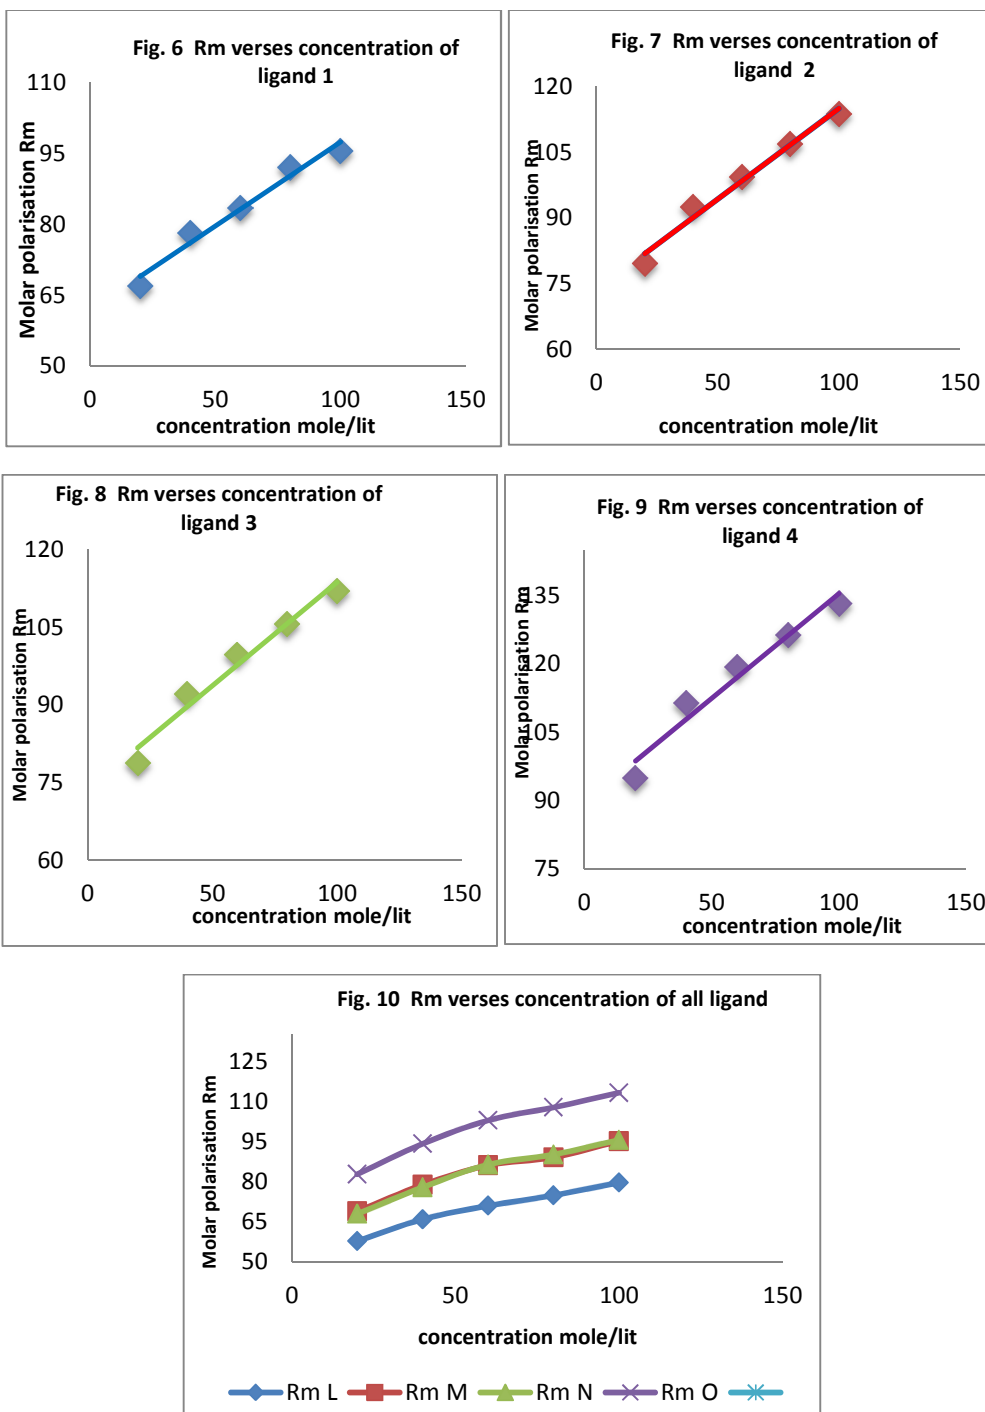 Fig. 6 Rm verses concentration of
ligand 1
110
95
80
65
50
Molar polarisation Rm
0 50 100 150
concentration mole/lit
Fig. 7 Rm verses concentration of
ligand 2
120
105
90
75
60
Molar polarisation Rm
0 50 100 150
concentration mole/lit
Fig. 8 Rm verses concentration of
ligand 3
120
105
90
75
60
Molar polarisation Rm
0 50 100 150
concentration mole/lit
Fig. 9 Rm verses concentration of
ligand 4
135
120
105
90
75
Molar polarisation Rm
0 50 100 150
concentration mole/lit
Fig. 10 Rm verses concentration of all ligand
125
110
95
80
65
50
Molar polarisation Rm
0 50 100 150
concentration mole/lit
Rm L Rm M Rm N Rm O